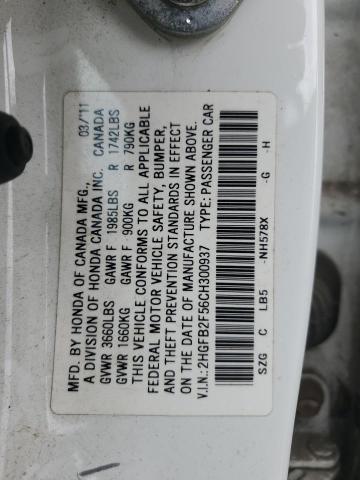 MFD. BY HONDA OF CANADA MFG., 03/11
A DIVISION OF HONDA CANADA INC. CANADA
GVWR 3660LBS GAWR F 1985LBS R 1742LBS
GVWR 1660KG GAWR F 900KG R 790KG
THIS VEHICLE CONFORMS TO ALL APPLICABLE
FEDERAL MOTOR VEHICLE SAFETY, BUMPER,
AND THEFT PREVENTION STANDARDS IN EFFECT
ON THE DATE OF MANUFACTURE SHOWN ABOVE.
V.I.N.: 2HGFB2F56CH300937 TYPE: PASSENGER CAR
SZG C LB5 -NH578X -G -H